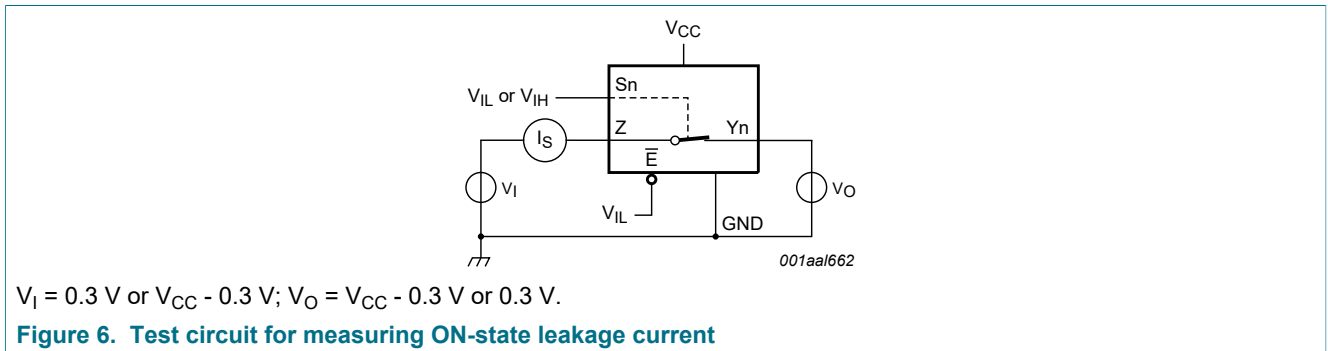 VCC
Sn
VIL or VIH
Z
Yn
IS
E
VI
VO
VIL
GND
001aal662
VI = 0.3 V or VCC - 0.3 V; VO = VCC - 0.3 V or 0.3 V.
Figure 6. Test circuit for measuring ON-state leakage current